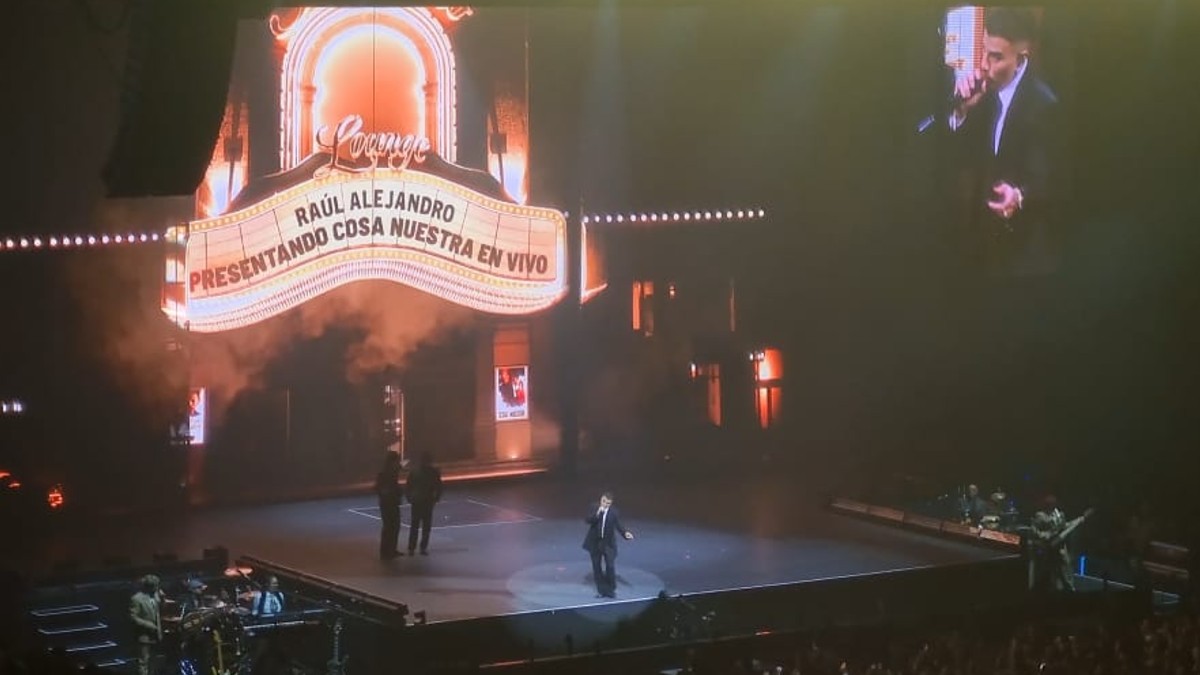 Lounge
RAÚL ALEJANDRO
PRESENTANDO COSA NUESTRA EN VIVO